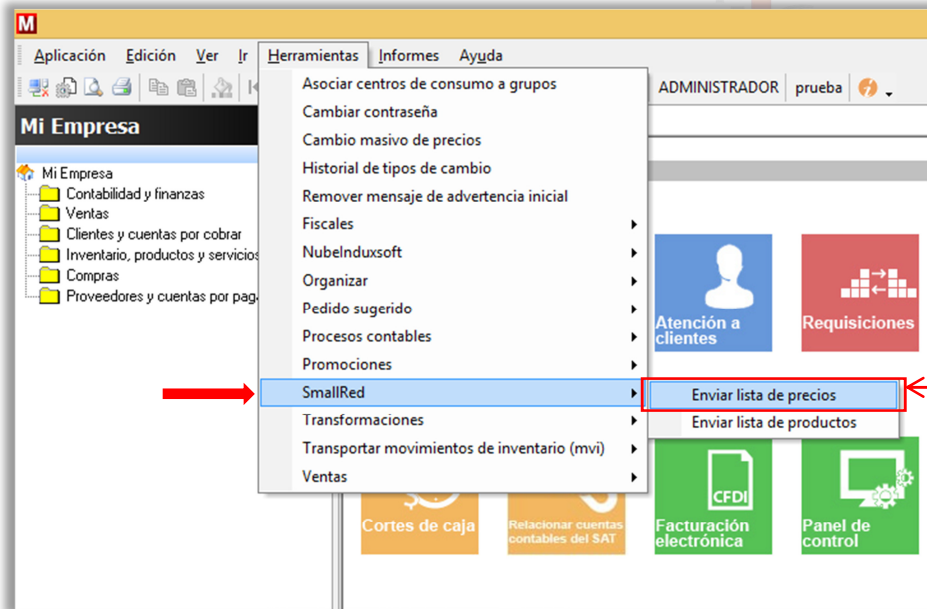 M
Aplicación Edición Ver Ir Herramientas Informes Ayuda
ADMINISTRADOR prueba
Mi Empresa
Mi Empresa
Contabilidad y finanzas
Ventas
Clientes y cuentas por cobrar
Inventario, productos y servicios
Compras
Proveedores y cuentas por pag
Asociar centros de consumo a grupos
Cambiar contraseña
Cambio masivo de precios
Historial de tipos de cambio
Remover mensaje de advertencia inicial
Fiscales
NubeInduxsoft
Organizar
Pedido sugerido
Procesos contables
Promociones
SmallRed
Transformaciones
Transportar movimientos de inventario (mvi)
Ventas
Enviar lista de precios
Enviar lista de productos
Atención a
clientes
Requisiciones
Cortes de caja
Relacionar cuentas
contables del SAT
CFDI
Facturación
electrónica
Panel de
control